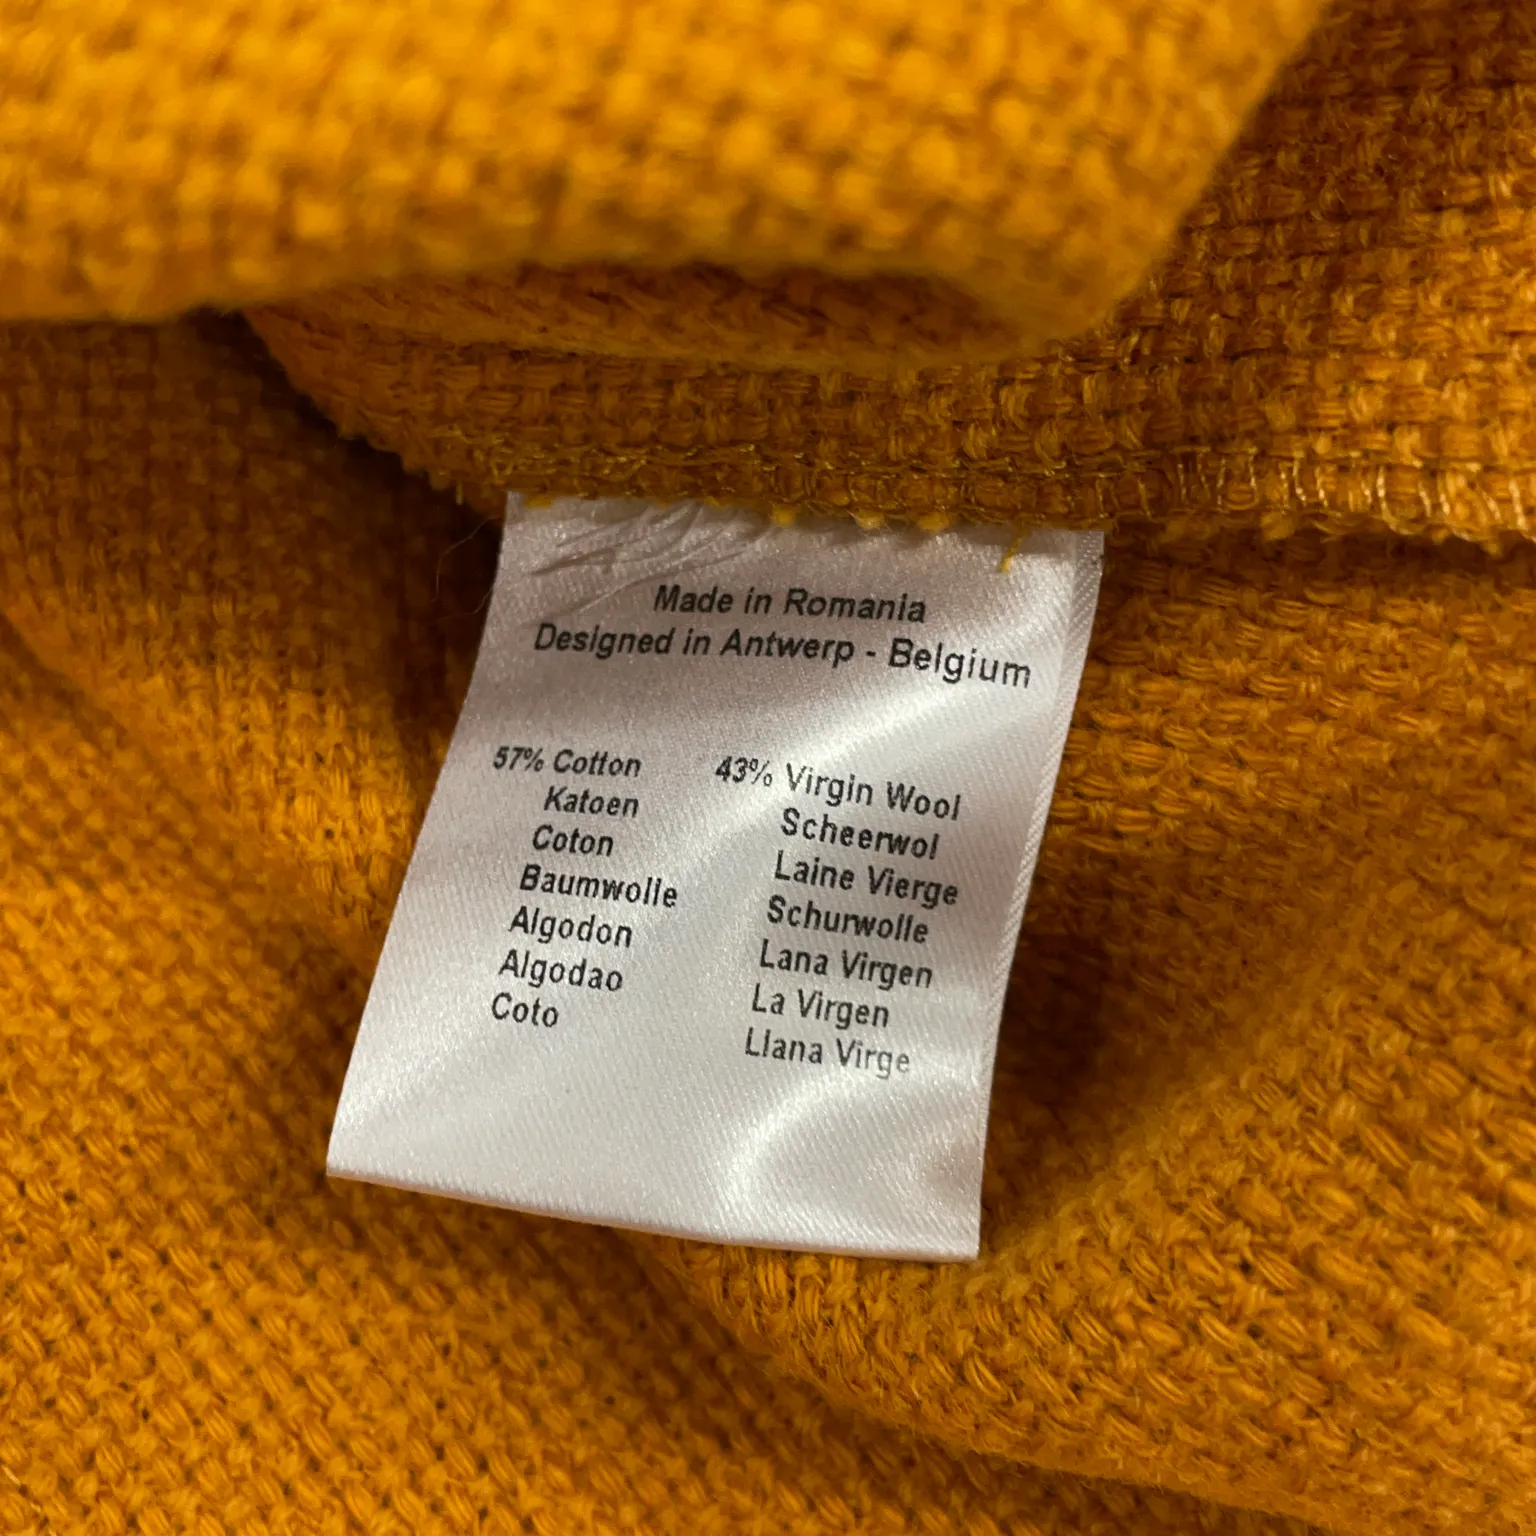 Made in Romania
Designed in Antwerp - Belgium
57% Cotton
Katoen
Coton
Baumwolle
Algodon
Algodao
Coto
43% Virgin Wool
Scheerwol
Laine Vierge
Schurwolle
Lana Virgen
La Virgen
Llana Virge